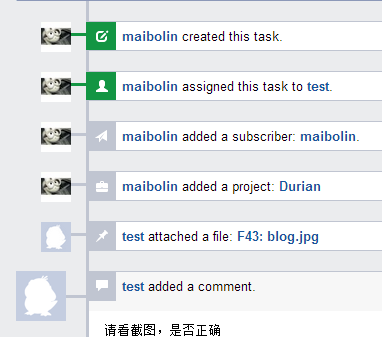 maibolin created this task.
maibolin assigned this task to test.
maibolin added a subscriber: maibolin.
maibolin added a project: Durian
test attached a file: F43: blog.jpg
test added a comment.
请看截图，是否正确